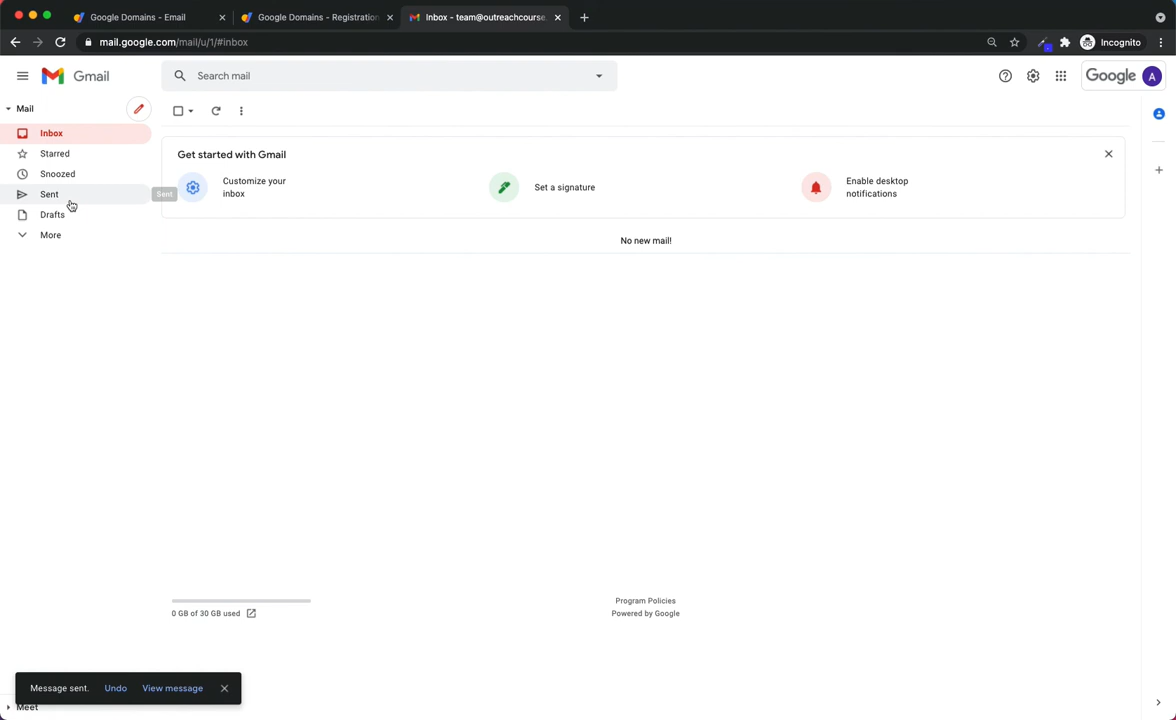 Google Domains - Email
Google Domains - Registration
Inbox - team@outreachcourse.
mail.google.com/mail/u/1/#inbox
Incognito
Gmail
Search mail
Google
A
Mail
Inbox
Starred
Snoozed
Sent
Sent
Drafts
More
Get started with Gmail
Customize your
inbox
Set a signature
Enable desktop
notifications
No new mail!
0 GB of 30 GB used
Program Policies
Powered by Google
Message sent.
Undo
View message
Meet